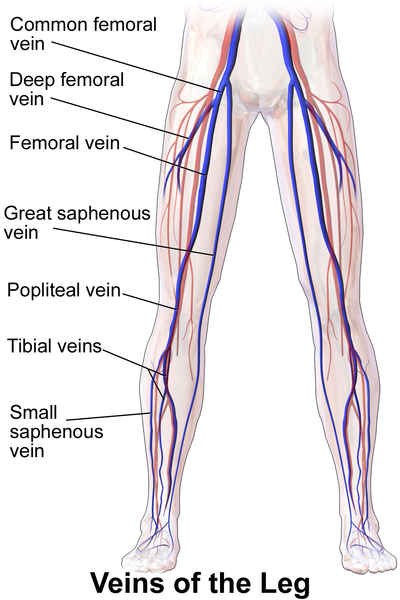 Common femoral
vein
Deep femoral
vein
Femoral vein
Great saphenous
vein
Popliteal vein
Tibial veins
Small
saphenous
vein
Veins of the Leg